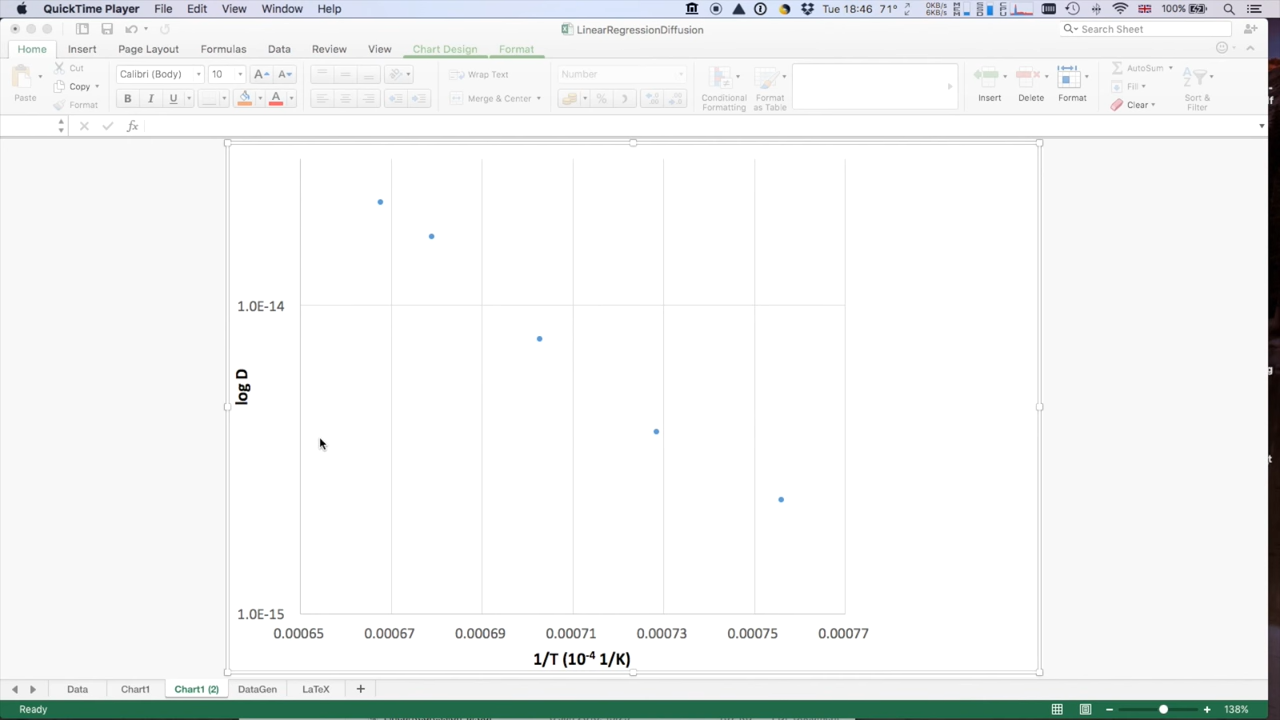 QuickTime Player File Edit View Window Help
0KB/s
6KB/s
Tue 18:46 71° 100%
LinearRegressionDiffusion
Search Sheet
Home Insert Page Layout Formulas Data Review View Chart Design Format
Paste
Cut
Copy
Format
Calibri (Body) 10
B I U
Wrap Text
Merge & Center
Number
Conditional
Formatting
Format
as Table
Insert Delete Format
AutoSum
Fill
Clear
Sort &
Filter
fx
1.0E-14
log D
1.0E-15
0.00065 0.00067 0.00069 0.00071 0.00073 0.00075 0.00077
1/T (10⁻⁴ 1/K)
Data Chart1 Chart1 (2) DataGen LaTeX +
Ready
138%